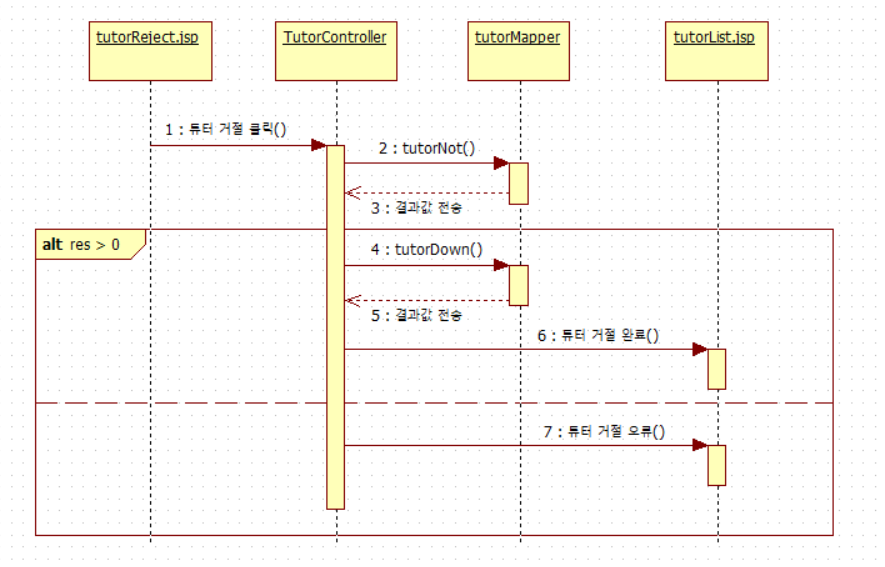 tutorReject.jsp
TutorController
tutorMapper
tutorList.jsp
1 : 튜터 거절 클릭()
2 : tutorNot()
3 : 결과값 전송
alt res > 0
4 : tutorDown()
5 : 결과값 전송
6 : 튜터 거절 완료()
7 : 튜터 거절 오류()